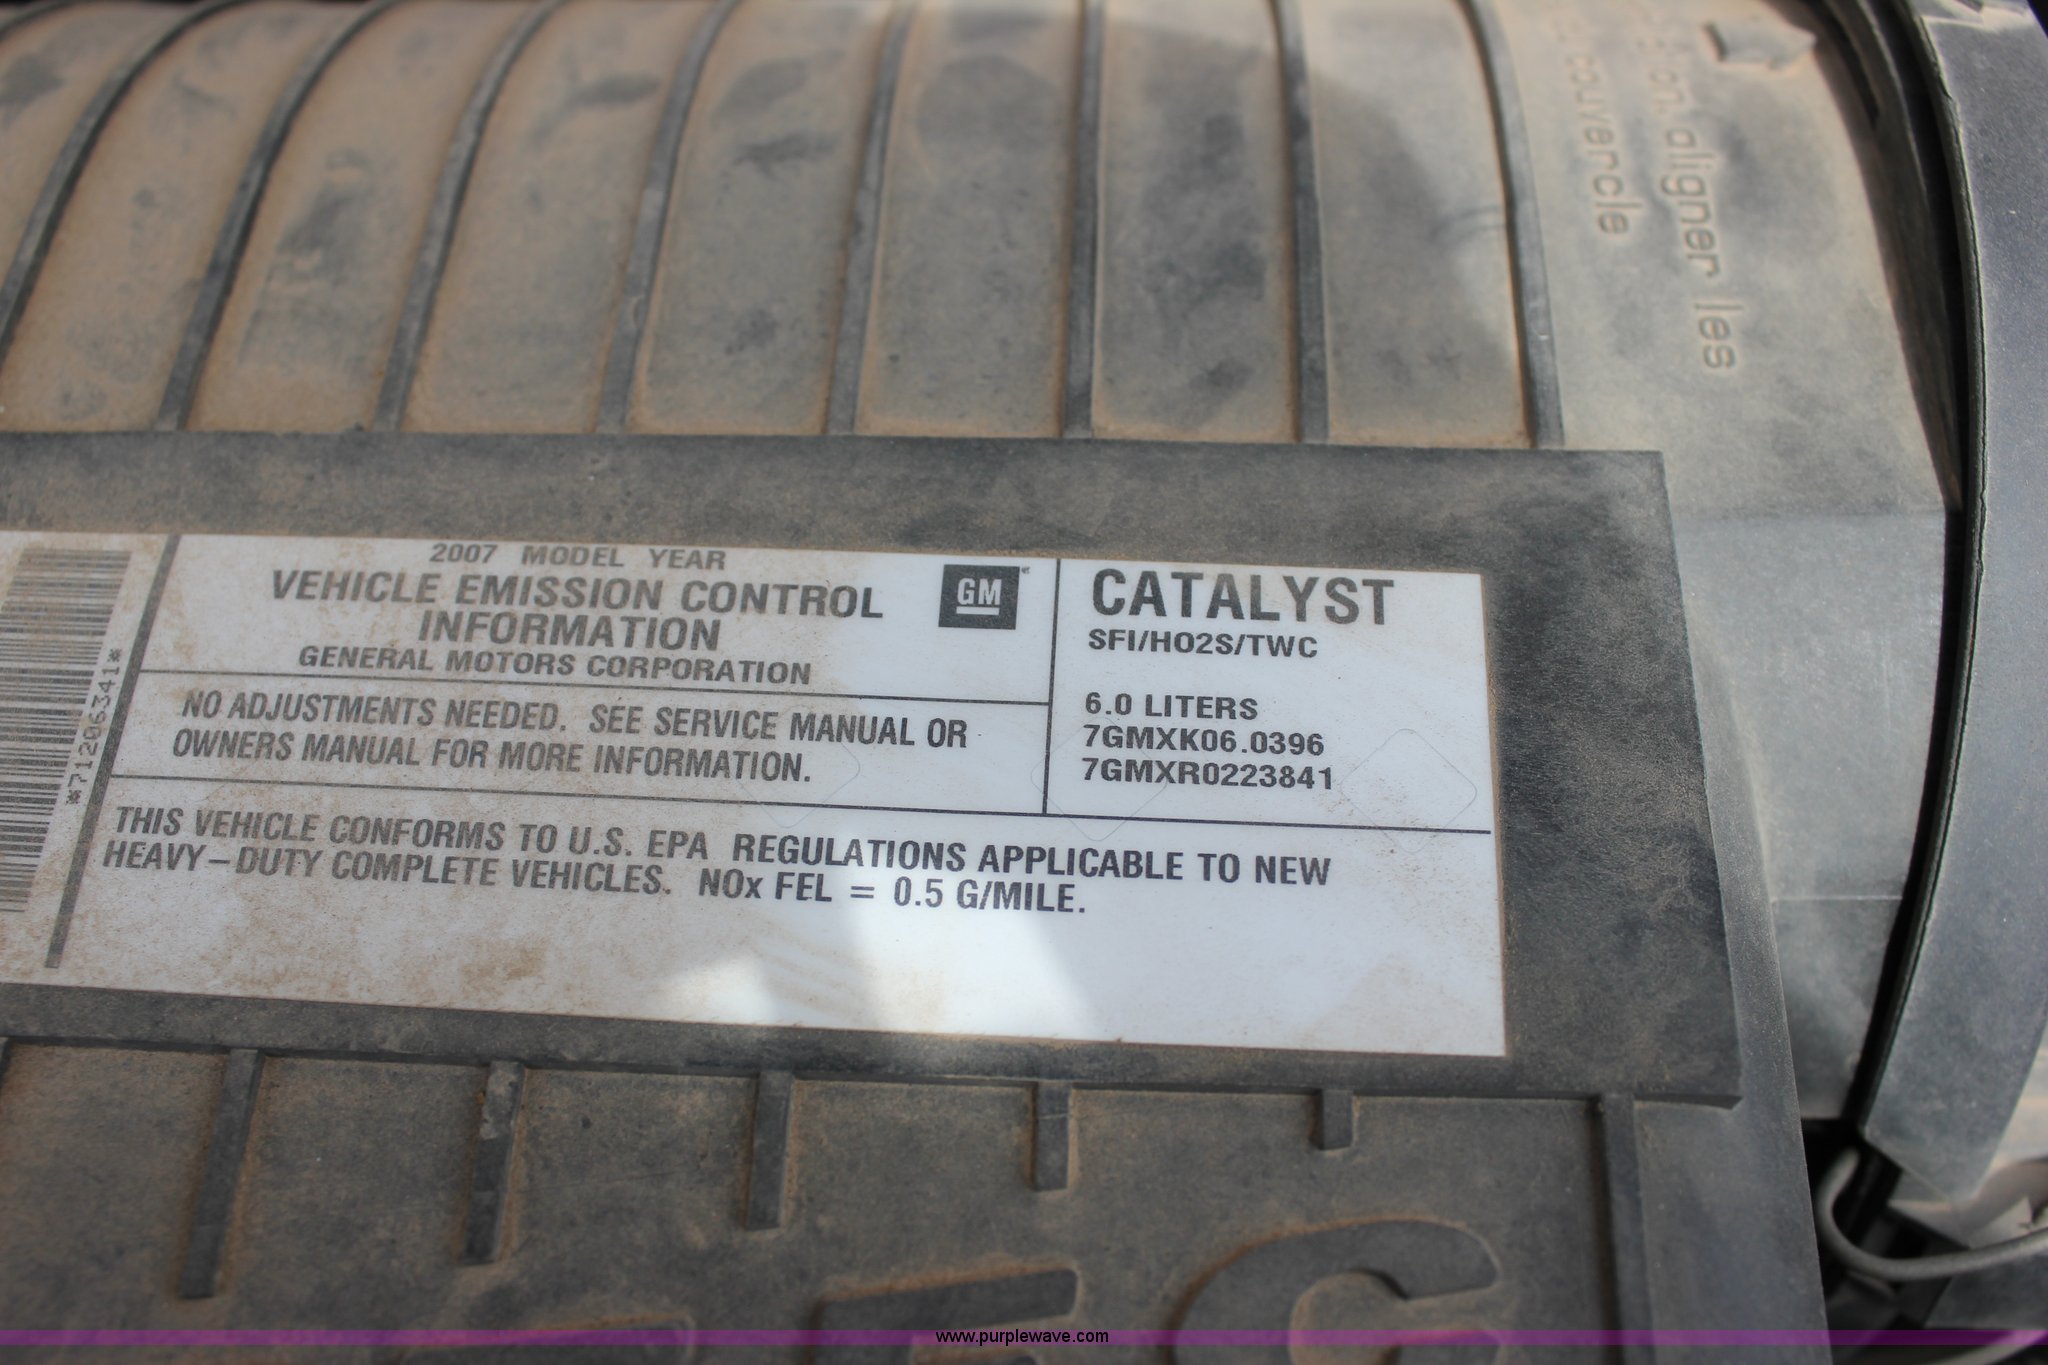 aligner les
couvercle
*71206341*
2007 MODEL YEAR
VEHICLE EMISSION CONTROL
INFORMATION
GENERAL MOTORS CORPORATION
GM
NO ADJUSTMENTS NEEDED. SEE SERVICE MANUAL OR
OWNERS MANUAL FOR MORE INFORMATION.
CATALYST
SFI/HO2S/TWC
6.0 LITERS
7GMXK06.0396
7GMXR0223841
THIS VEHICLE CONFORMS TO U.S. EPA REGULATIONS APPLICABLE TO NEW
HEAVY-DUTY COMPLETE VEHICLES. NOx FEL = 0.5 G/MILE.
www.purplewave.com